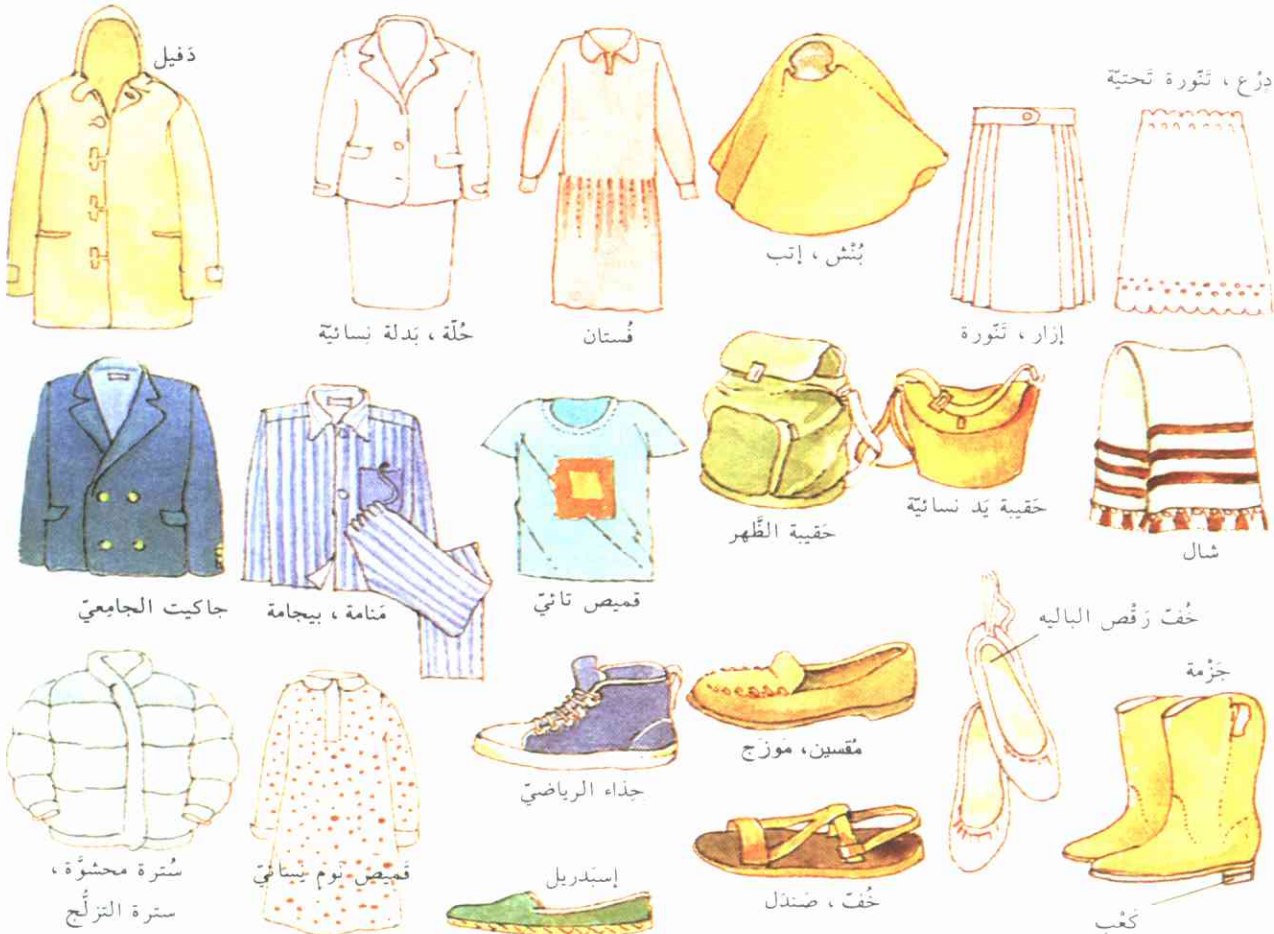 دَفيل
دِرْع ، تَنّورة تَحتيّة
بُنْش ، إتب
حُلّة ، بَدلة نِسائيّة
فُستان
إزار ، تَنّورة
حَقيبة يَد نسائيّة
حَقيبة الظَّهر
شال
جاكيت الجامِعيّ
مَنامة ، بيجامة
قميص تائيّ
خُفّ رَقْص الباليه
جَزْمة
مُقسين، مَوزَج
حِذاء الرياضيّ
سُترة محشوَّة ،
سترة التزلُّج
قَميص نَوم نِسائيّ
إسبَدريل
خُفّ ، صَندَل
كَعْب